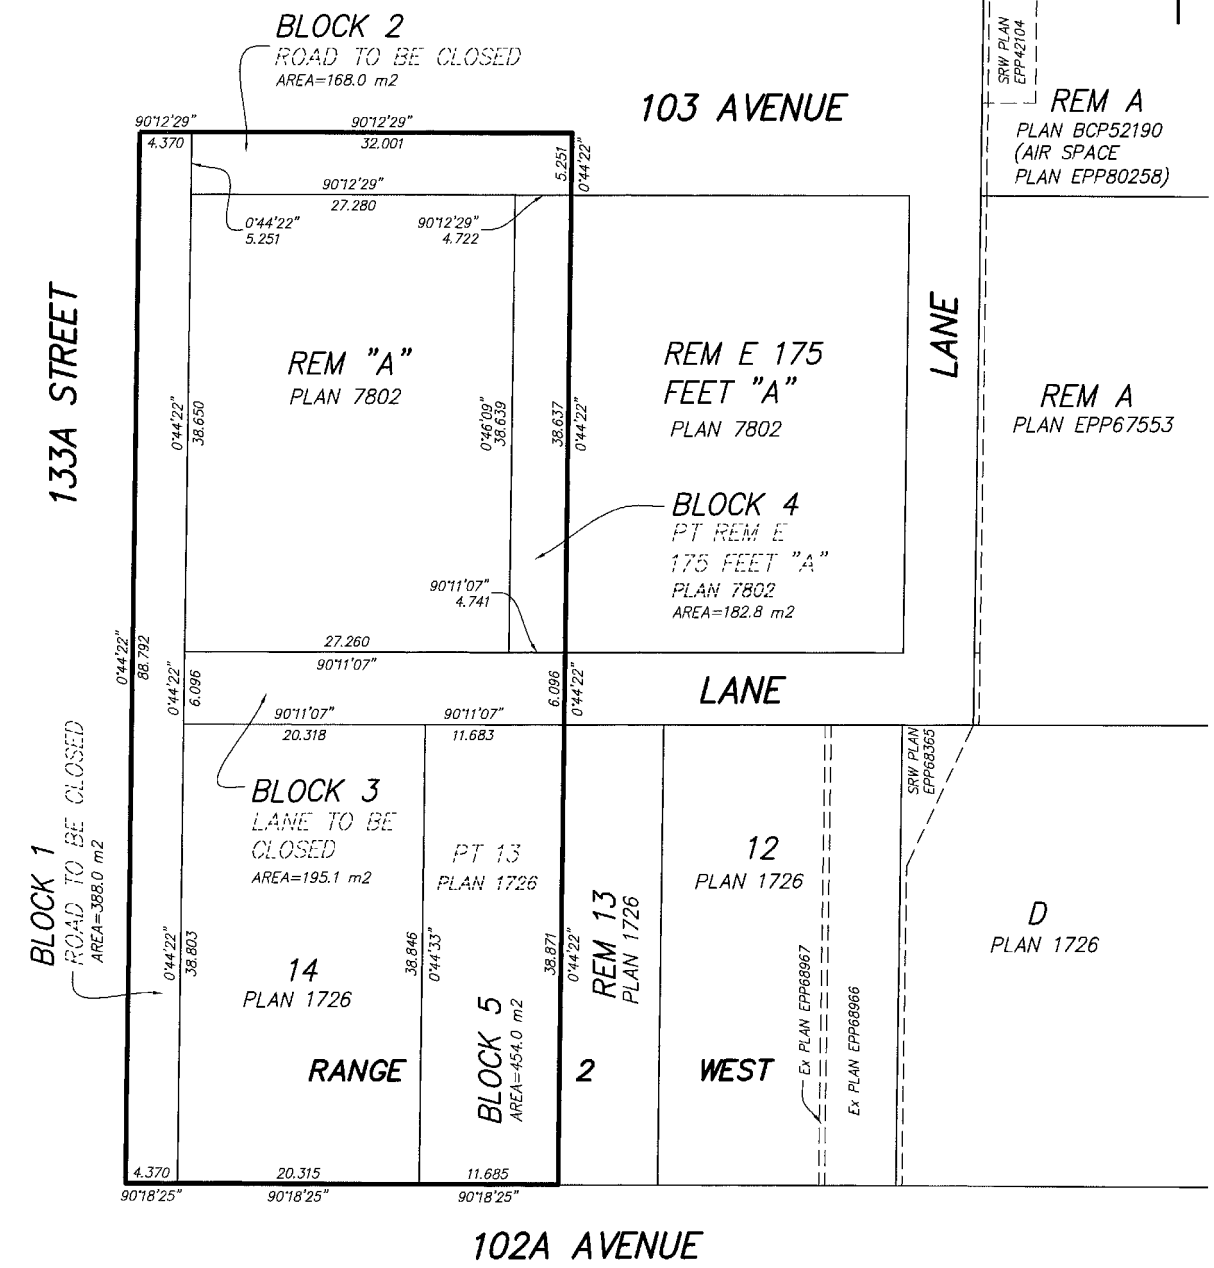 BLOCK 2
ROAD TO BE CLOSED
AREA=168.0 m2
103 AVENUE
SRW PLAN
EPP42104
REM A
PLAN BCP52190
(AIR SPACE
PLAN EPP80258)
90°12'29"
4.370
90°12'29"
32.001
5.251
0°44'22"
90°12'29"
27.280
0°44'22"
5.251
90°12'29"
4.722
133A STREET
REM "A"
PLAN 7802
0°44'22"
38.650
0°46'09"
38.639
38.637
0°44'22"
REM E 175
FEET "A"
PLAN 7802
LANE
REM A
PLAN EPP67553
BLOCK 4
PT REM E
175 FEET "A"
PLAN 7802
AREA=182.8 m2
90°11'07"
4.741
27.260
90°11'07"
0°44'22"
88.792
0°44'22"
6.096
6.096
0°44'22"
LANE
90°11'07"
20.318
90°11'07"
11.683
BLOCK 3
LANE TO BE
CLOSED
AREA=195.1 m2
BLOCK 1
ROAD TO BE CLOSED
AREA=388.0 m2
PT 13
PLAN 1726
0°44'22"
38.803
14
PLAN 1726
38.846
0°44'33"
38.871
0°44'22"
BLOCK 5
AREA=454.0 m2
REM 13
PLAN 1726
12
PLAN 1726
SRW PLAN
EPP68365
D
PLAN 1726
Ex PLAN EPP68967
Ex PLAN EPP68966
RANGE 2 WEST
4.370
90°18'25"
20.315
90°18'25"
11.685
90°18'25"
102A AVENUE